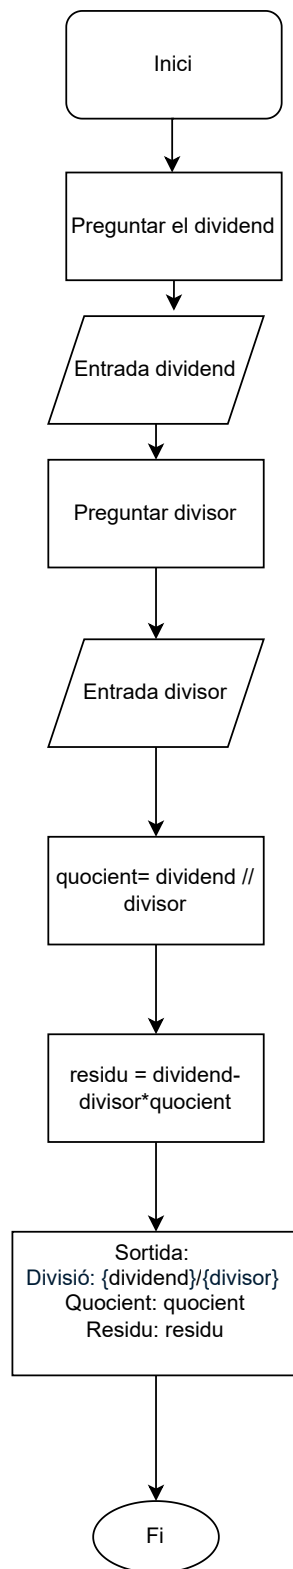 Inici
Preguntar el dividend
Entrada dividend
Preguntar divisor
Entrada divisor
quocient= dividend //
divisor
residu = dividend-
divisor*quocient
Sortida:
Divisió: {dividend}/{divisor}
Quocient: quocient
Residu: residu
Fi